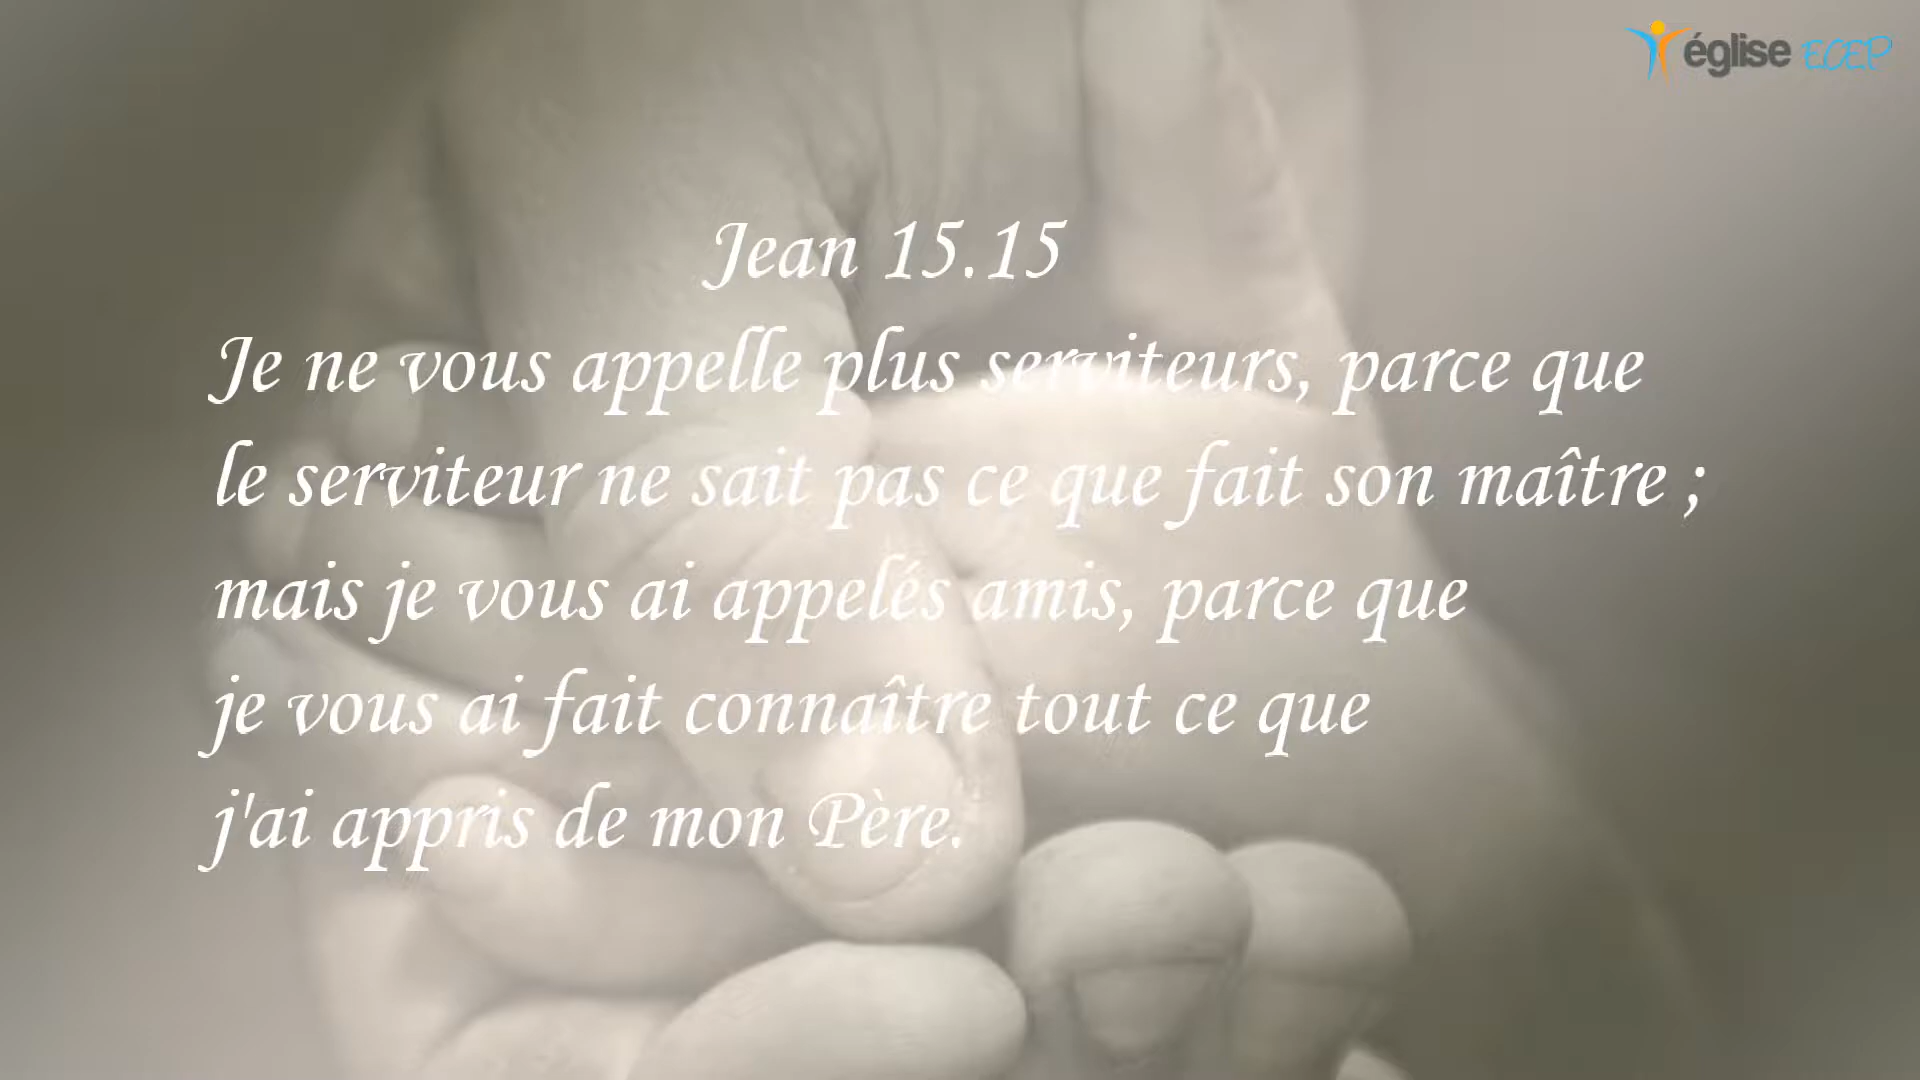 église ECEP
Jean 15.15
Je ne vous appelle plus serviteurs, parce que
le serviteur ne sait pas ce que fait son maître ;
mais je vous ai appelés amis, parce que
je vous ai fait connaître tout ce que
j'ai appris de mon Père.